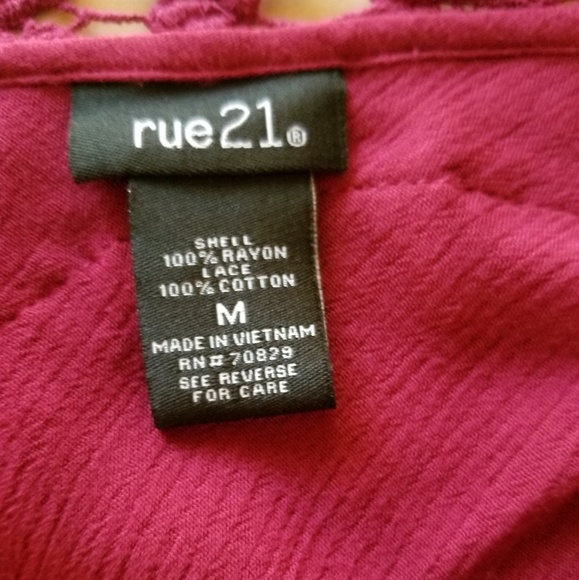 rue21®
SHELL
100% RAYON
LACE
100% COTTON
M
MADE IN VIETNAM
RN# 70829
SEE REVERSE
FOR CARE